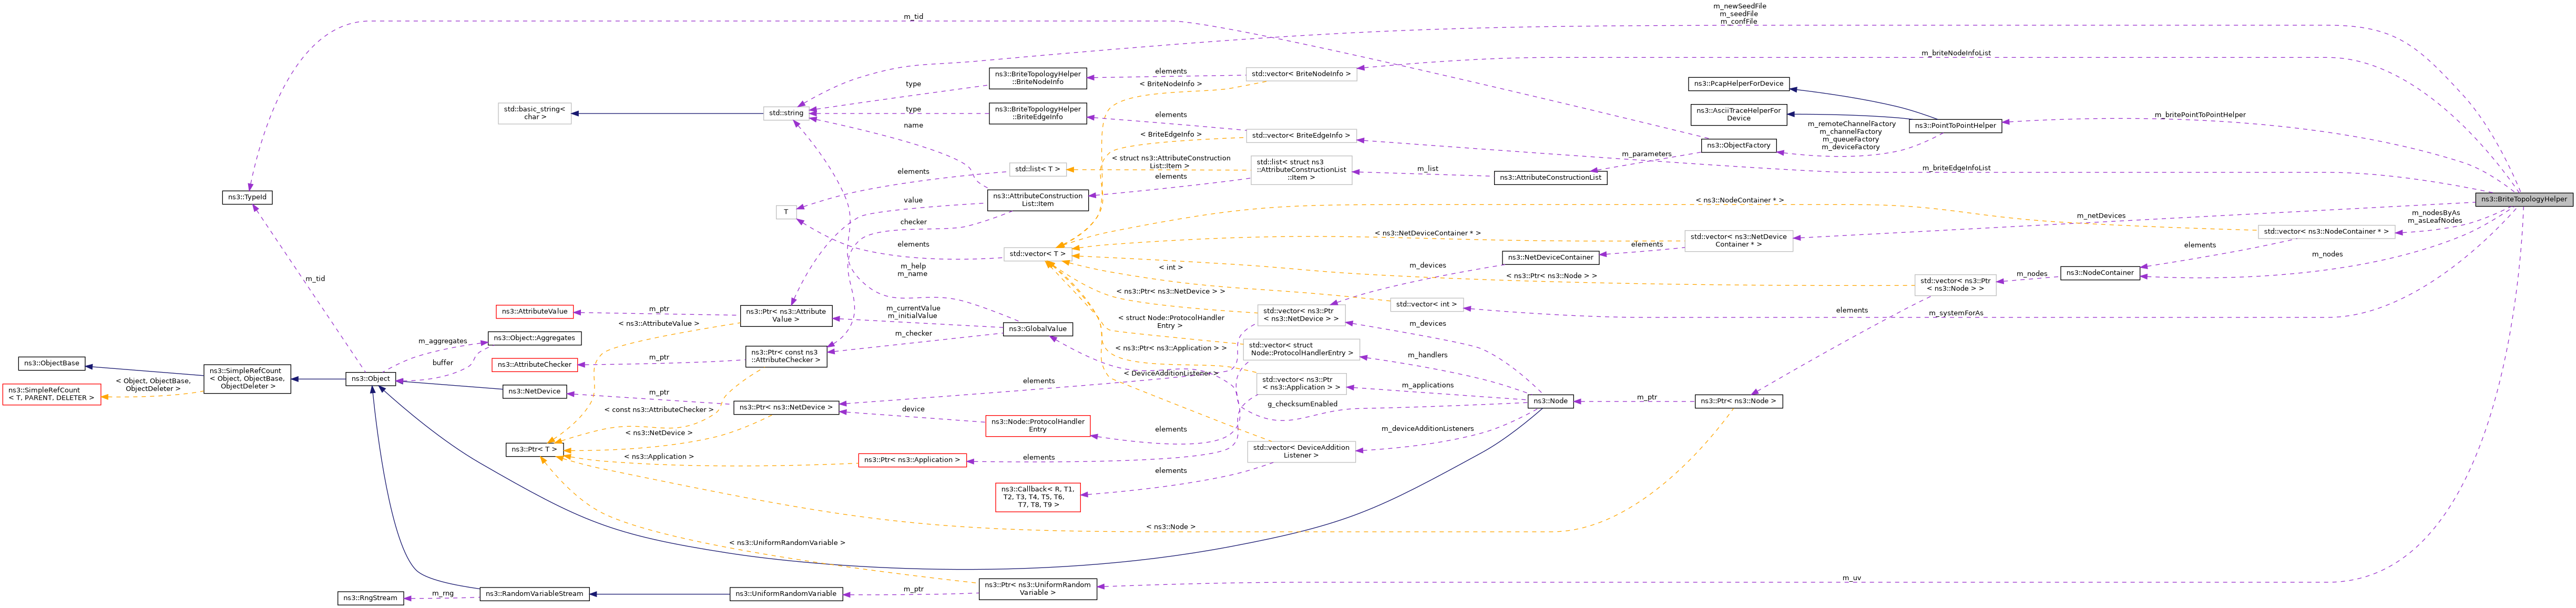 m_tid
m_newSeedFile
m_seedFile
m_confFile
m_briteNodeInfoList
elements
std::vector< BriteNodeInfo >
ns3::BriteTopologyHelper
::BriteNodeInfo
type
< BriteNodeInfo >
ns3::PcapHelperForDevice
std::basic_string<
char >
std::string
type
ns3::BriteTopologyHelper
::BriteEdgeInfo
elements
ns3::AsciiTraceHelperFor
Device
m_britePointToPointHelper
name
< BriteEdgeInfo >
std::vector< BriteEdgeInfo >
m_remoteChannelFactory
m_channelFactory
m_queueFactory
m_deviceFactory
ns3::PointToPointHelper
ns3::ObjectFactory
m_parameters
< struct ns3::AttributeConstruction
List::Item >
std::list< struct ns3
::AttributeConstructionList
::Item >
m_list
ns3::AttributeConstructionList
m_briteEdgeInfoList
elements
std::list< T >
elements
ns3::TypeId
value
ns3::AttributeConstruction
List::Item
< ns3::NodeContainer * >
ns3::BriteTopologyHelper
T
checker
m_netDevices
m_nodesByAs
m_asLeafNodes
< ns3::NetDeviceContainer * >
std::vector< ns3::NetDevice
Container * >
std::vector< ns3::NodeContainer * >
elements
std::vector< T >
elements
ns3::NetDeviceContainer
elements
m_nodes
m_tid
m_help
m_name
< int >
m_devices
< ns3::Ptr< ns3::Node > >
m_nodes
ns3::NodeContainer
std::vector< ns3::Ptr
< ns3::Node > >
< ns3::Ptr< ns3::NetDevice > >
std::vector< int >
ns3::AttributeValue
m_ptr
ns3::Ptr< ns3::Attribute
Value >
m_currentValue
m_initialValue
std::vector< ns3::Ptr
< ns3::NetDevice > >
elements
m_systemForAs
< ns3::AttributeValue >
< struct Node::ProtocolHandler
Entry >
m_devices
ns3::GlobalValue
m_checker
m_aggregates
ns3::Object::Aggregates
std::vector< struct
Node::ProtocolHandlerEntry >
m_handlers
< ns3::Ptr< ns3::Application > >
ns3::ObjectBase
buffer
ns3::AttributeChecker
m_ptr
ns3::Ptr< const ns3
::AttributeChecker >
ns3::SimpleRefCount
< Object, ObjectBase,
ObjectDeleter >
ns3::Object
< Object, ObjectBase,
ObjectDeleter >
ns3::SimpleRefCount
< T, PARENT, DELETER >
< DeviceAdditionListener >
elements
std::vector< ns3::Ptr
< ns3::Application > >
m_applications
ns3::NetDevice
m_ptr
ns3::Ptr< ns3::NetDevice >
device
g_checksumEnabled
ns3::Node
m_ptr
ns3::Ptr< ns3::Node >
< const ns3::AttributeChecker >
ns3::Node::ProtocolHandler
Entry
elements
m_deviceAdditionListeners
< ns3::NetDevice >
std::vector< DeviceAddition
Listener >
ns3::Ptr< T >
< ns3::Application >
ns3::Ptr< ns3::Application >
elements
elements
ns3::Callback< R, T1,
T2, T3, T4, T5, T6,
T7, T8, T9 >
< ns3::Node >
< ns3::UniformRandomVariable >
m_uv
ns3::RngStream
m_rng
ns3::RandomVariableStream
ns3::UniformRandomVariable
m_ptr
ns3::Ptr< ns3::UniformRandom
Variable >